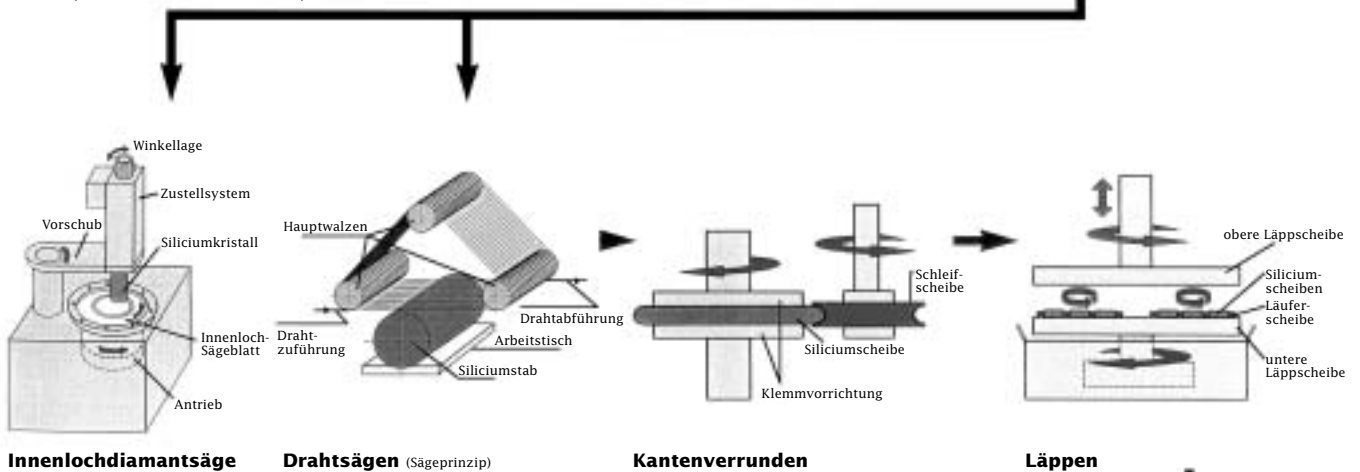 Winkellage
Zustellsystem
Vorschub
Siliciumkristall
Innenloch-
Sägeblatt
Antrieb
Innenlochdiamantsäge
Hauptwalzen
Draht-
zuführung
Drahtabführung
Arbeitstisch
Siliciumstab
Drahtsägen (Sägeprinzip)
Schleif-
scheibe
Siliciumscheibe
Klemmvorrichtung
Kantenverrunden
obere Läppscheibe
Silicium-
scheiben
Läufer-
scheibe
untere
Läppscheibe
Läppen